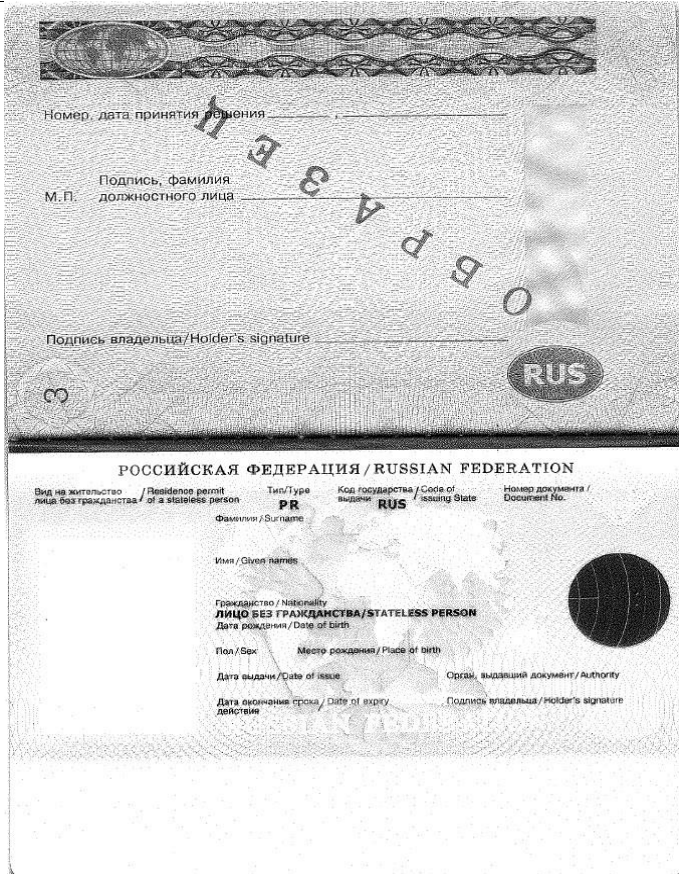 Номер, дата принятия решения ______ , ______
Подпись, фамилия
М.П. должностного лица ______
ОБРАЗЕЦ
Подпись владельца/Holder's signature ______
RUS
3
РОССИЙСКАЯ ФЕДЕРАЦИЯ/RUSSIAN FEDERATION
Вид на жительство / Residence permit Тип/Type Код государства / Code of Номер документа /
лица без гражданства / of a stateless person PR выдачи RUS issuing State Document No.
Фамилия/Surname
Имя/Given names
Гражданство/Nationality
ЛИЦО БЕЗ ГРАЖДАНСТВА/STATELESS PERSON
Дата рождения/Date of birth
Пол/Sex Место рождения/Place of birth
Дата выдачи/Date of issue Орган, выдавший документ/Authority
Дата окончания срока / Date of expiry Подпись владельца/Holder's signature
действия